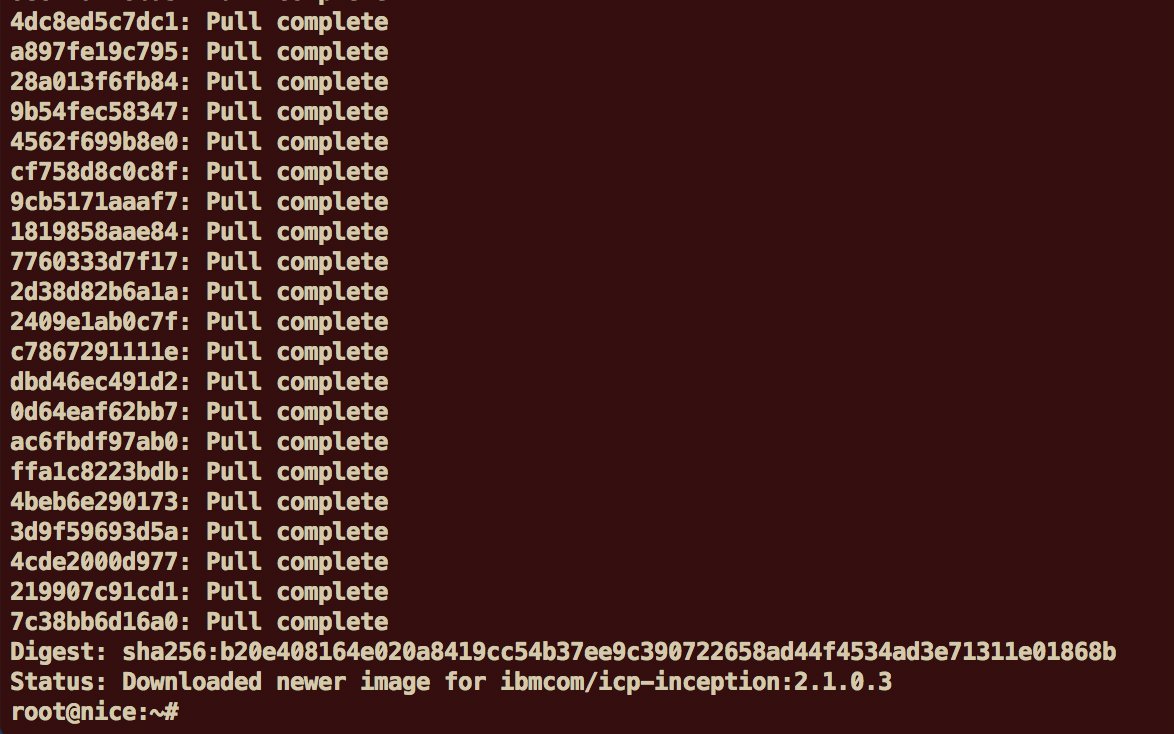 4dc8ed5c7dc1: Pull complete
a897fe19c795: Pull complete
28a013f6fb84: Pull complete
9b54fec58347: Pull complete
4562f699b8e0: Pull complete
cf758d8c0c8f: Pull complete
9cb5171aaaf7: Pull complete
1819858aae84: Pull complete
7760333d7f17: Pull complete
2d38d82b6a1a: Pull complete
2409e1ab0c7f: Pull complete
c7867291111e: Pull complete
dbd46ec491d2: Pull complete
0d64eaf62bb7: Pull complete
ac6fbdf97ab0: Pull complete
ffa1c8223bdb: Pull complete
4beb6e290173: Pull complete
3d9f59693d5a: Pull complete
4cde2000d977: Pull complete
219907c91cd1: Pull complete
7c38bb6d16a0: Pull complete
Digest: sha256:b20e408164e020a8419cc54b37ee9c390722658ad44f4534ad3e71311e01868b
Status: Downloaded newer image for ibmcom/icp-inception:2.1.0.3
root@nice:~#